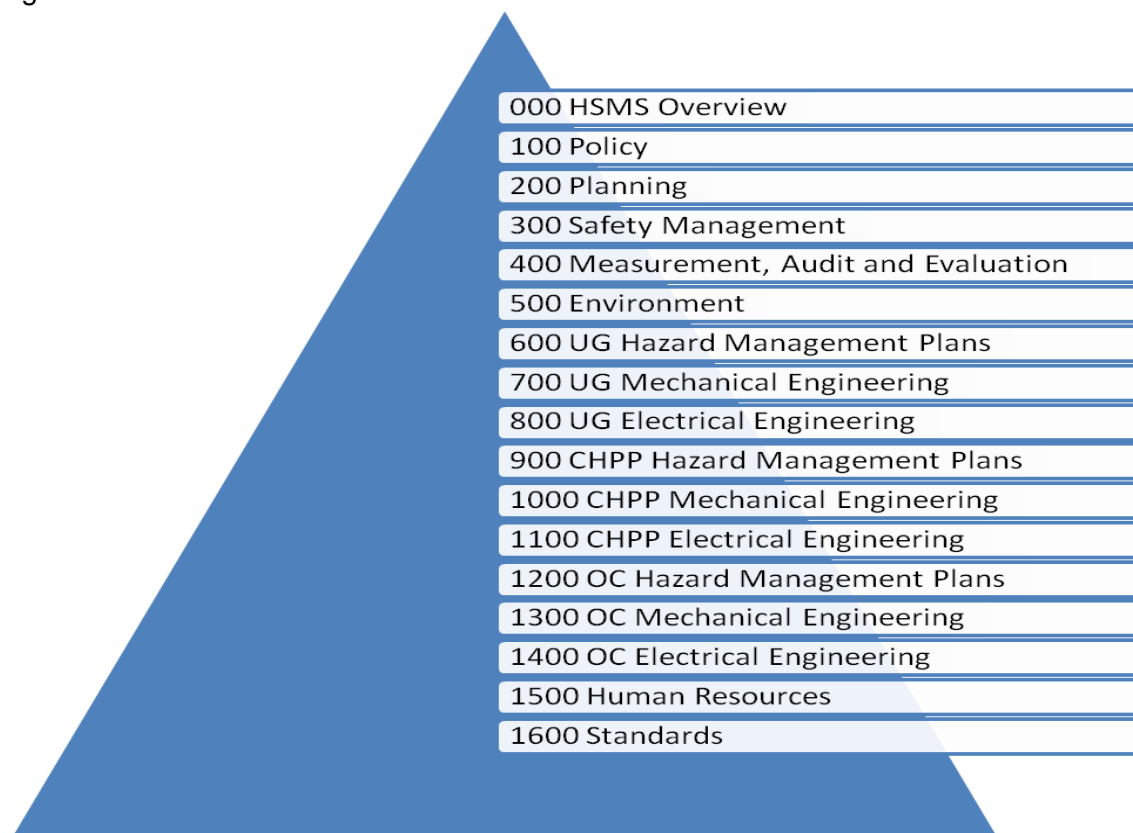 000 HSMS Overview
100 Policy
200 Planning
300 Safety Management
400 Measurement, Audit and Evaluation
500 Environment
600 UG Hazard Management Plans
700 UG Mechanical Engineering
800 UG Electrical Engineering
900 CHPP Hazard Management Plans
1000 CHPP Mechanical Engineering
1100 CHPP Electrical Engineering
1200 OC Hazard Management Plans
1300 OC Mechanical Engineering
1400 OC Electrical Engineering
1500 Human Resources
1600 Standards